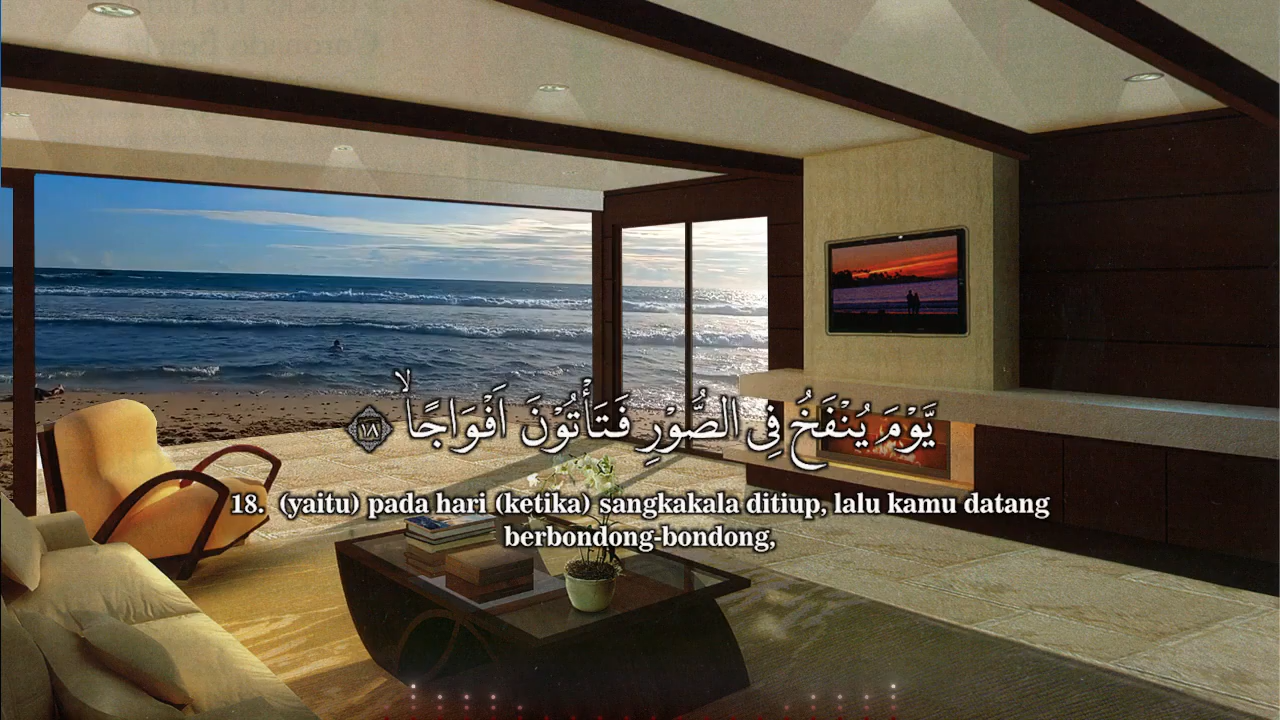 يَّوْمَ يُنْفَخُ فِى الصُّوْرِ فَتَأْتُوْنَ اَفْوَاجًاۙ ۝١٨
18. (yaitu) pada hari (ketika) sangkakala ditiup, lalu kamu datang
berbondong-bondong,